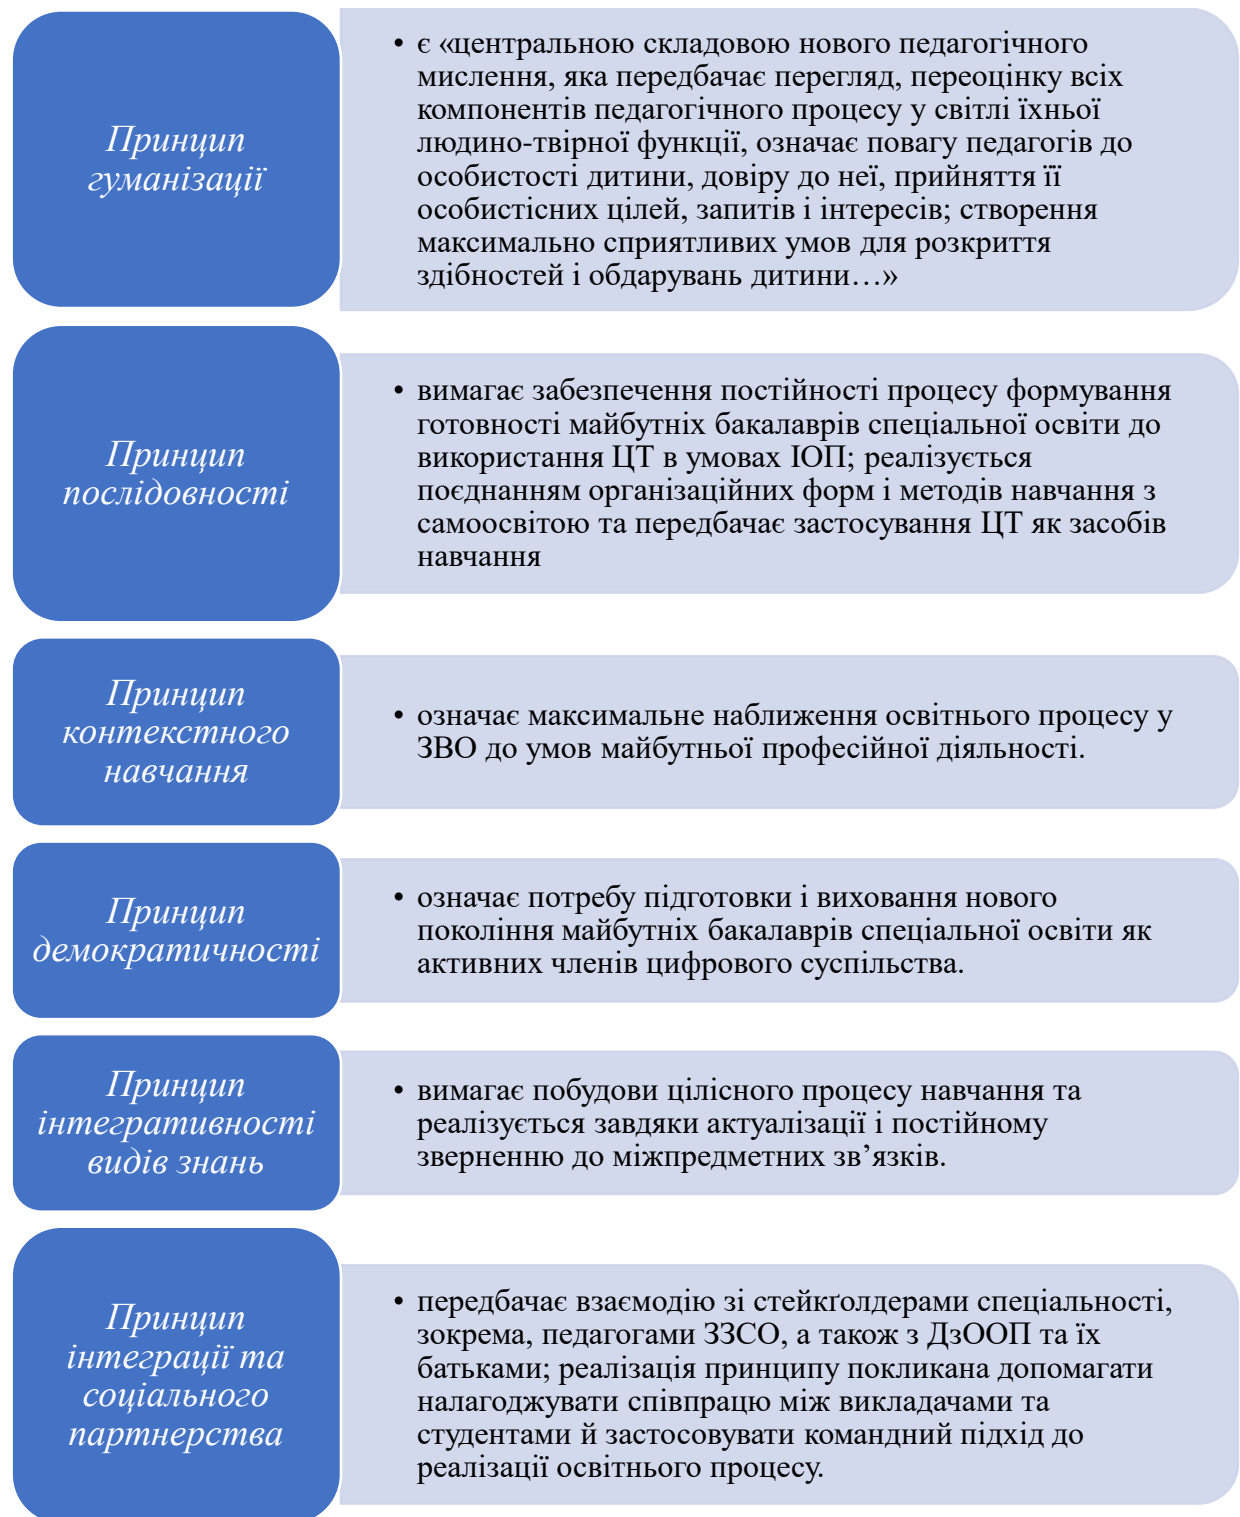 Принцип
гуманізації
• є «центральною складовою нового педагогічного
мислення, яка передбачає перегляд, переоцінку всіх
компонентів педагогічного процесу у світлі їхньої
людино-твірної функції, означає повагу педагогів до
особистості дитини, довіру до неї, прийняття її
особистісних цілей, запитів і інтересів; створення
максимально сприятливих умов для розкриття
здібностей і обдарувань дитини…»
Принцип
послідовності
• вимагає забезпечення постійності процесу формування
готовності майбутніх бакалаврів спеціальної освіти до
використання ЦТ в умовах ІОП; реалізується
поєднанням організаційних форм і методів навчання з
самоосвітою та передбачає застосування ЦТ як засобів
навчання
Принцип
контекстного
навчання
• означає максимальне наближення освітнього процесу у
ЗВО до умов майбутньої професійної діяльності.
Принцип
демократичності
• означає потребу підготовки і виховання нового
покоління майбутніх бакалаврів спеціальної освіти як
активних членів цифрового суспільства.
Принцип
інтегративності
видів знань
• вимагає побудови цілісного процесу навчання та
реалізується завдяки актуалізації і постійному
зверненню до міжпредметних зв’язків.
Принцип
інтеграції та
соціального
партнерства
• передбачає взаємодію зі стейкґолдерами спеціальності,
зокрема, педагогами ЗЗСО, а також з ДзООП та їх
батьками; реалізація принципу покликана допомагати
налагоджувати співпрацю між викладачами та
студентами й застосовувати командний підхід до
реалізації освітнього процесу.